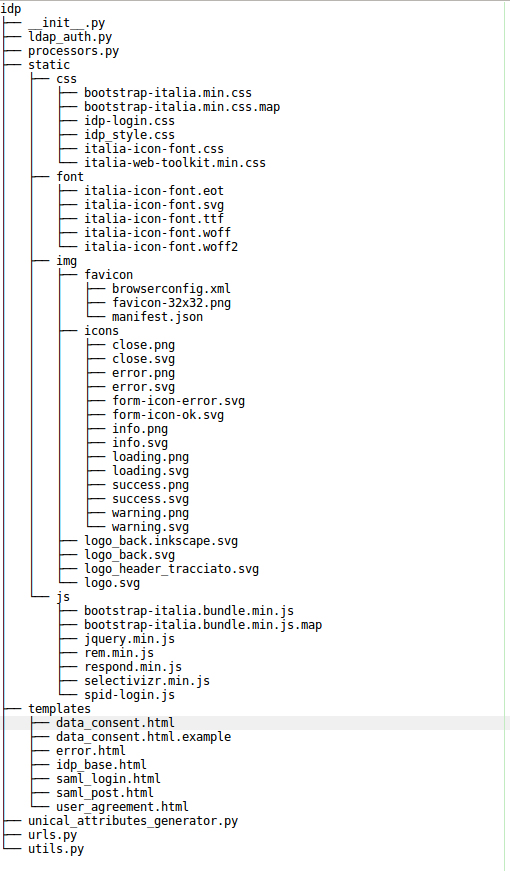 idp
├── __init__.py
├── ldap_auth.py
├── processors.py
├── static
│   ├── css
│   │   ├── bootstrap-italia.min.css
│   │   ├── bootstrap-italia.min.css.map
│   │   ├── idp-login.css
│   │   ├── idp_style.css
│   │   ├── italia-icon-font.css
│   │   └── italia-web-toolkit.min.css
│   ├── font
│   │   ├── italia-icon-font.eot
│   │   ├── italia-icon-font.svg
│   │   ├── italia-icon-font.ttf
│   │   ├── italia-icon-font.woff
│   │   └── italia-icon-font.woff2
│   ├── img
│   │   ├── favicon
│   │   │   ├── browserconfig.xml
│   │   │   ├── favicon-32x32.png
│   │   │   └── manifest.json
│   │   ├── icons
│   │   │   ├── close.png
│   │   │   ├── close.svg
│   │   │   ├── error.png
│   │   │   ├── error.svg
│   │   │   ├── form-icon-error.svg
│   │   │   ├── form-icon-ok.svg
│   │   │   ├── info.png
│   │   │   ├── info.svg
│   │   │   ├── loading.png
│   │   │   ├── loading.svg
│   │   │   ├── success.png
│   │   │   ├── success.svg
│   │   │   ├── warning.png
│   │   │   └── warning.svg
│   │   ├── logo_back.inkscape.svg
│   │   ├── logo_back.svg
│   │   ├── logo_header_tracciato.svg
│   │   └── logo.svg
│   └── js
│       ├── bootstrap-italia.bundle.min.js
│       ├── bootstrap-italia.bundle.min.js.map
│       ├── jquery.min.js
│       ├── rem.min.js
│       ├── respond.min.js
│       ├── selectivizr.min.js
│       └── spid-login.js
├── templates
│   ├── data_consent.html
│   ├── data_consent.html.example
│   ├── error.html
│   ├── idp_base.html
│   ├── saml_login.html
│   ├── saml_post.html
│   └── user_agreement.html
├── unical_attributes_generator.py
├── urls.py
└── utils.py